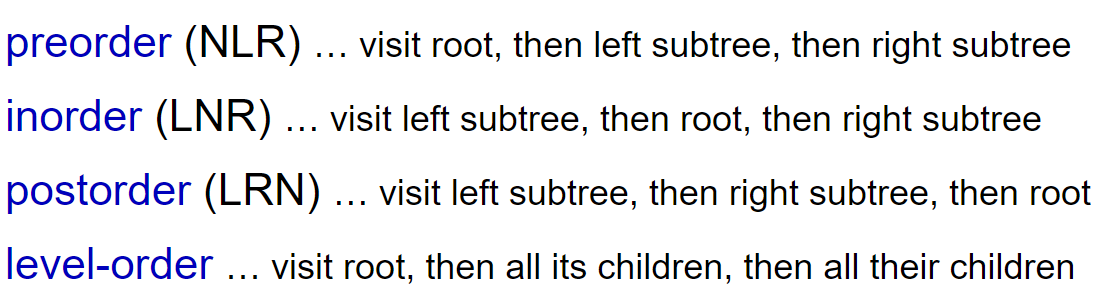 preorder (NLR) ... visit root, then left subtree, then right subtree
inorder (LNR) ... visit left subtree, then root, then right subtree
postorder (LRN) ... visit left subtree, then right subtree, then root
level-order ... visit root, then all its children, then all their children